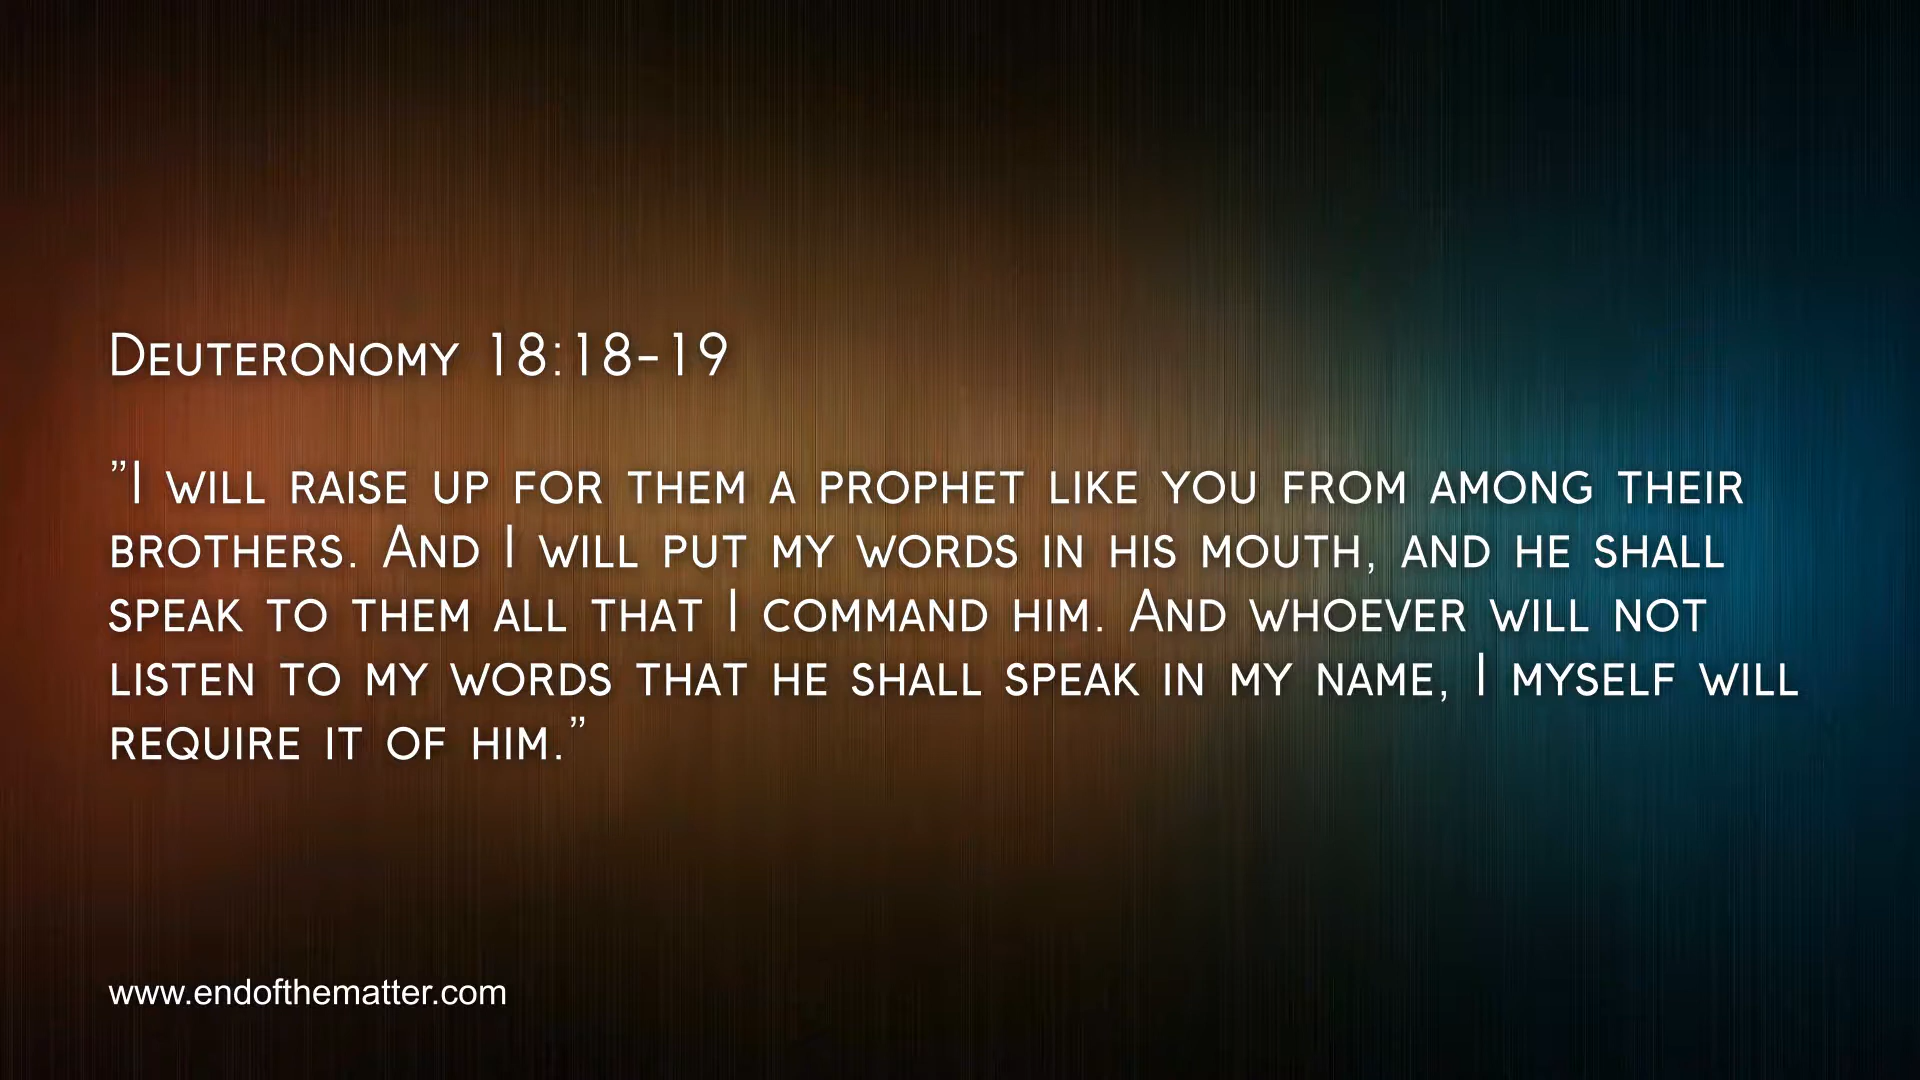 Deuteronomy 18:18-19
"I will raise up for them a prophet like you from among their
brothers. And I will put my words in his mouth, and he shall
speak to them all that I command him. And whoever will not
listen to my words that he shall speak in my name, I myself will
require it of him."
www.endofthematter.com